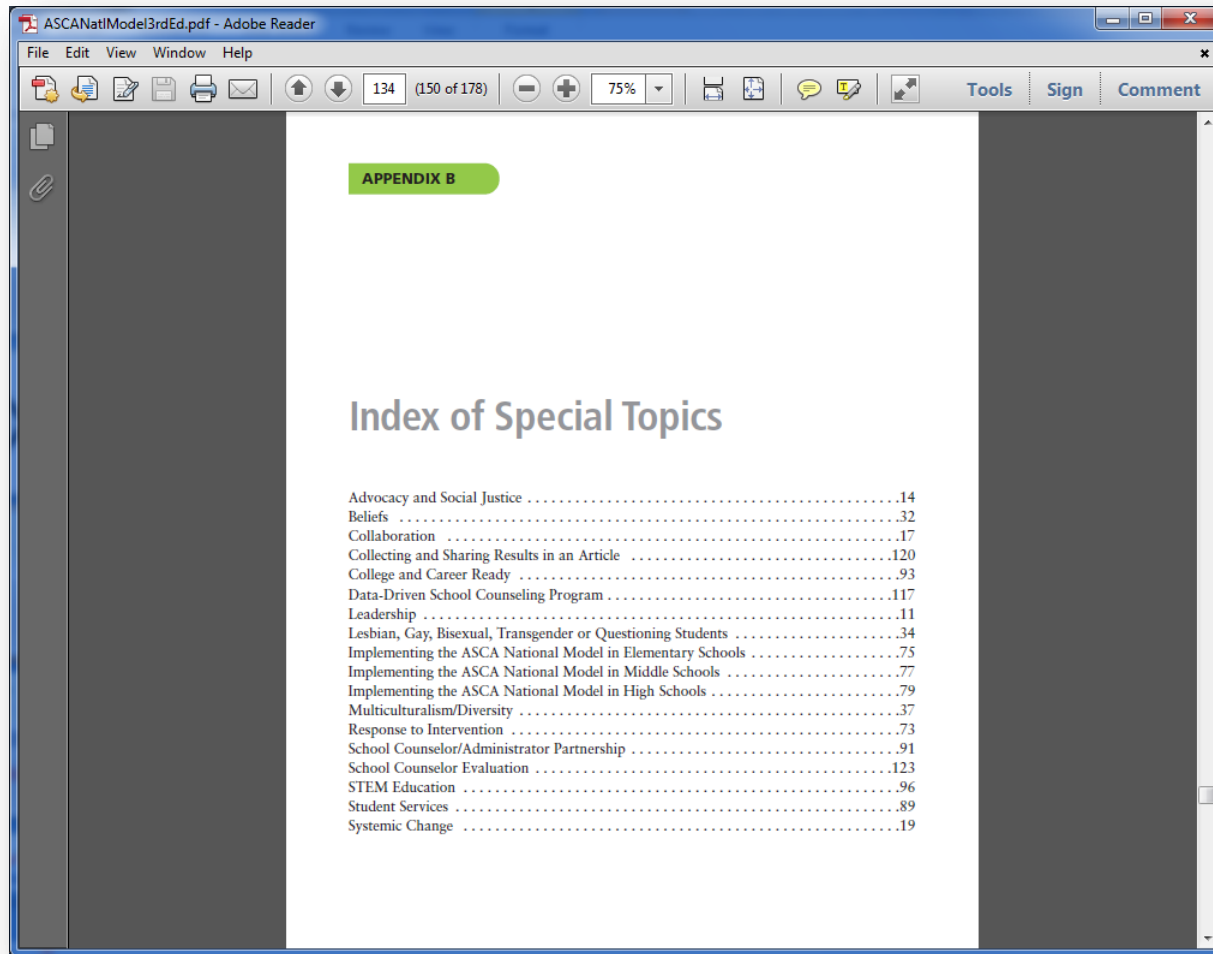 ASCANatlModel3rdEd.pdf - Adobe Reader
File Edit View Window Help
134 (150 of 178) 75% Tools Sign Comment
APPENDIX B
Index of Special Topics
Advocacy and Social Justice . . . . . . . . . . . . . . . . . . . . . . . . . . . . . . . . . . . . . . . . . . . . . . .14
Beliefs . . . . . . . . . . . . . . . . . . . . . . . . . . . . . . . . . . . . . . . . . . . . . . . . . . . . . . . . . . . . . . .32
Collaboration . . . . . . . . . . . . . . . . . . . . . . . . . . . . . . . . . . . . . . . . . . . . . . . . . . . . . . . . .17
Collecting and Sharing Results in an Article . . . . . . . . . . . . . . . . . . . . . . . . . . . . . . . . .120
College and Career Ready . . . . . . . . . . . . . . . . . . . . . . . . . . . . . . . . . . . . . . . . . . . . . . . .93
Data-Driven School Counseling Program . . . . . . . . . . . . . . . . . . . . . . . . . . . . . . . . . . . .117
Leadership . . . . . . . . . . . . . . . . . . . . . . . . . . . . . . . . . . . . . . . . . . . . . . . . . . . . . . . . . . . .11
Lesbian, Gay, Bisexual, Transgender or Questioning Students . . . . . . . . . . . . . . . . . . . . .34
Implementing the ASCA National Model in Elementary Schools . . . . . . . . . . . . . . . . . . .75
Implementing the ASCA National Model in Middle Schools . . . . . . . . . . . . . . . . . . . . . .77
Implementing the ASCA National Model in High Schools . . . . . . . . . . . . . . . . . . . . . . . .79
Multiculturalism/Diversity . . . . . . . . . . . . . . . . . . . . . . . . . . . . . . . . . . . . . . . . . . . . . . . .37
Response to Intervention . . . . . . . . . . . . . . . . . . . . . . . . . . . . . . . . . . . . . . . . . . . . . . . . .73
School Counselor/Administrator Partnership . . . . . . . . . . . . . . . . . . . . . . . . . . . . . . . . . .91
School Counselor Evaluation . . . . . . . . . . . . . . . . . . . . . . . . . . . . . . . . . . . . . . . . . . . . .123
STEM Education . . . . . . . . . . . . . . . . . . . . . . . . . . . . . . . . . . . . . . . . . . . . . . . . . . . . . . .96
Student Services . . . . . . . . . . . . . . . . . . . . . . . . . . . . . . . . . . . . . . . . . . . . . . . . . . . . . . . .89
Systemic Change . . . . . . . . . . . . . . . . . . . . . . . . . . . . . . . . . . . . . . . . . . . . . . . . . . . . . . .19